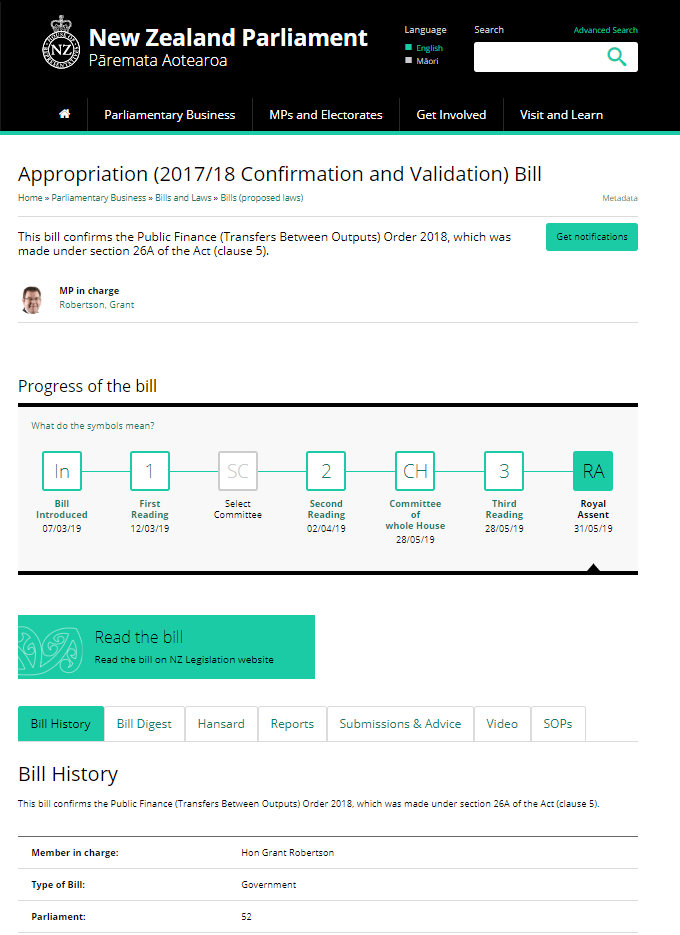 New Zealand Parliament
Pāremata Aotearoa
NZ
Language
English
Māori
Search
Advanced Search
Parliamentary Business
MPs and Electorates
Get Involved
Visit and Learn
Appropriation (2017/18 Confirmation and Validation) Bill
Home » Parliamentary Business » Bills and Laws » Bills (proposed laws)
Metadata
This bill confirms the Public Finance (Transfers Between Outputs) Order 2018, which was
made under section 26A of the Act (clause 5).
Get notifications
MP in charge
Robertson, Grant
Progress of the bill
What do the symbols mean?
In
1
SC
2
CH
3
RA
Bill
Introduced
07/03/19
First
Reading
12/03/19
Select
Committee
Second
Reading
02/04/19
Committee
of
whole House
28/05/19
Third
Reading
28/05/19
Royal
Assent
31/05/19
Read the bill
Read the bill on NZ Legislation website
Bill History
Bill Digest
Hansard
Reports
Submissions & Advice
Video
SOPs
Bill History
This bill confirms the Public Finance (Transfers Between Outputs) Order 2018, which was made under section 26A of the Act (clause 5).
Member in charge: Hon Grant Robertson
Type of Bill: Government
Parliament: 52